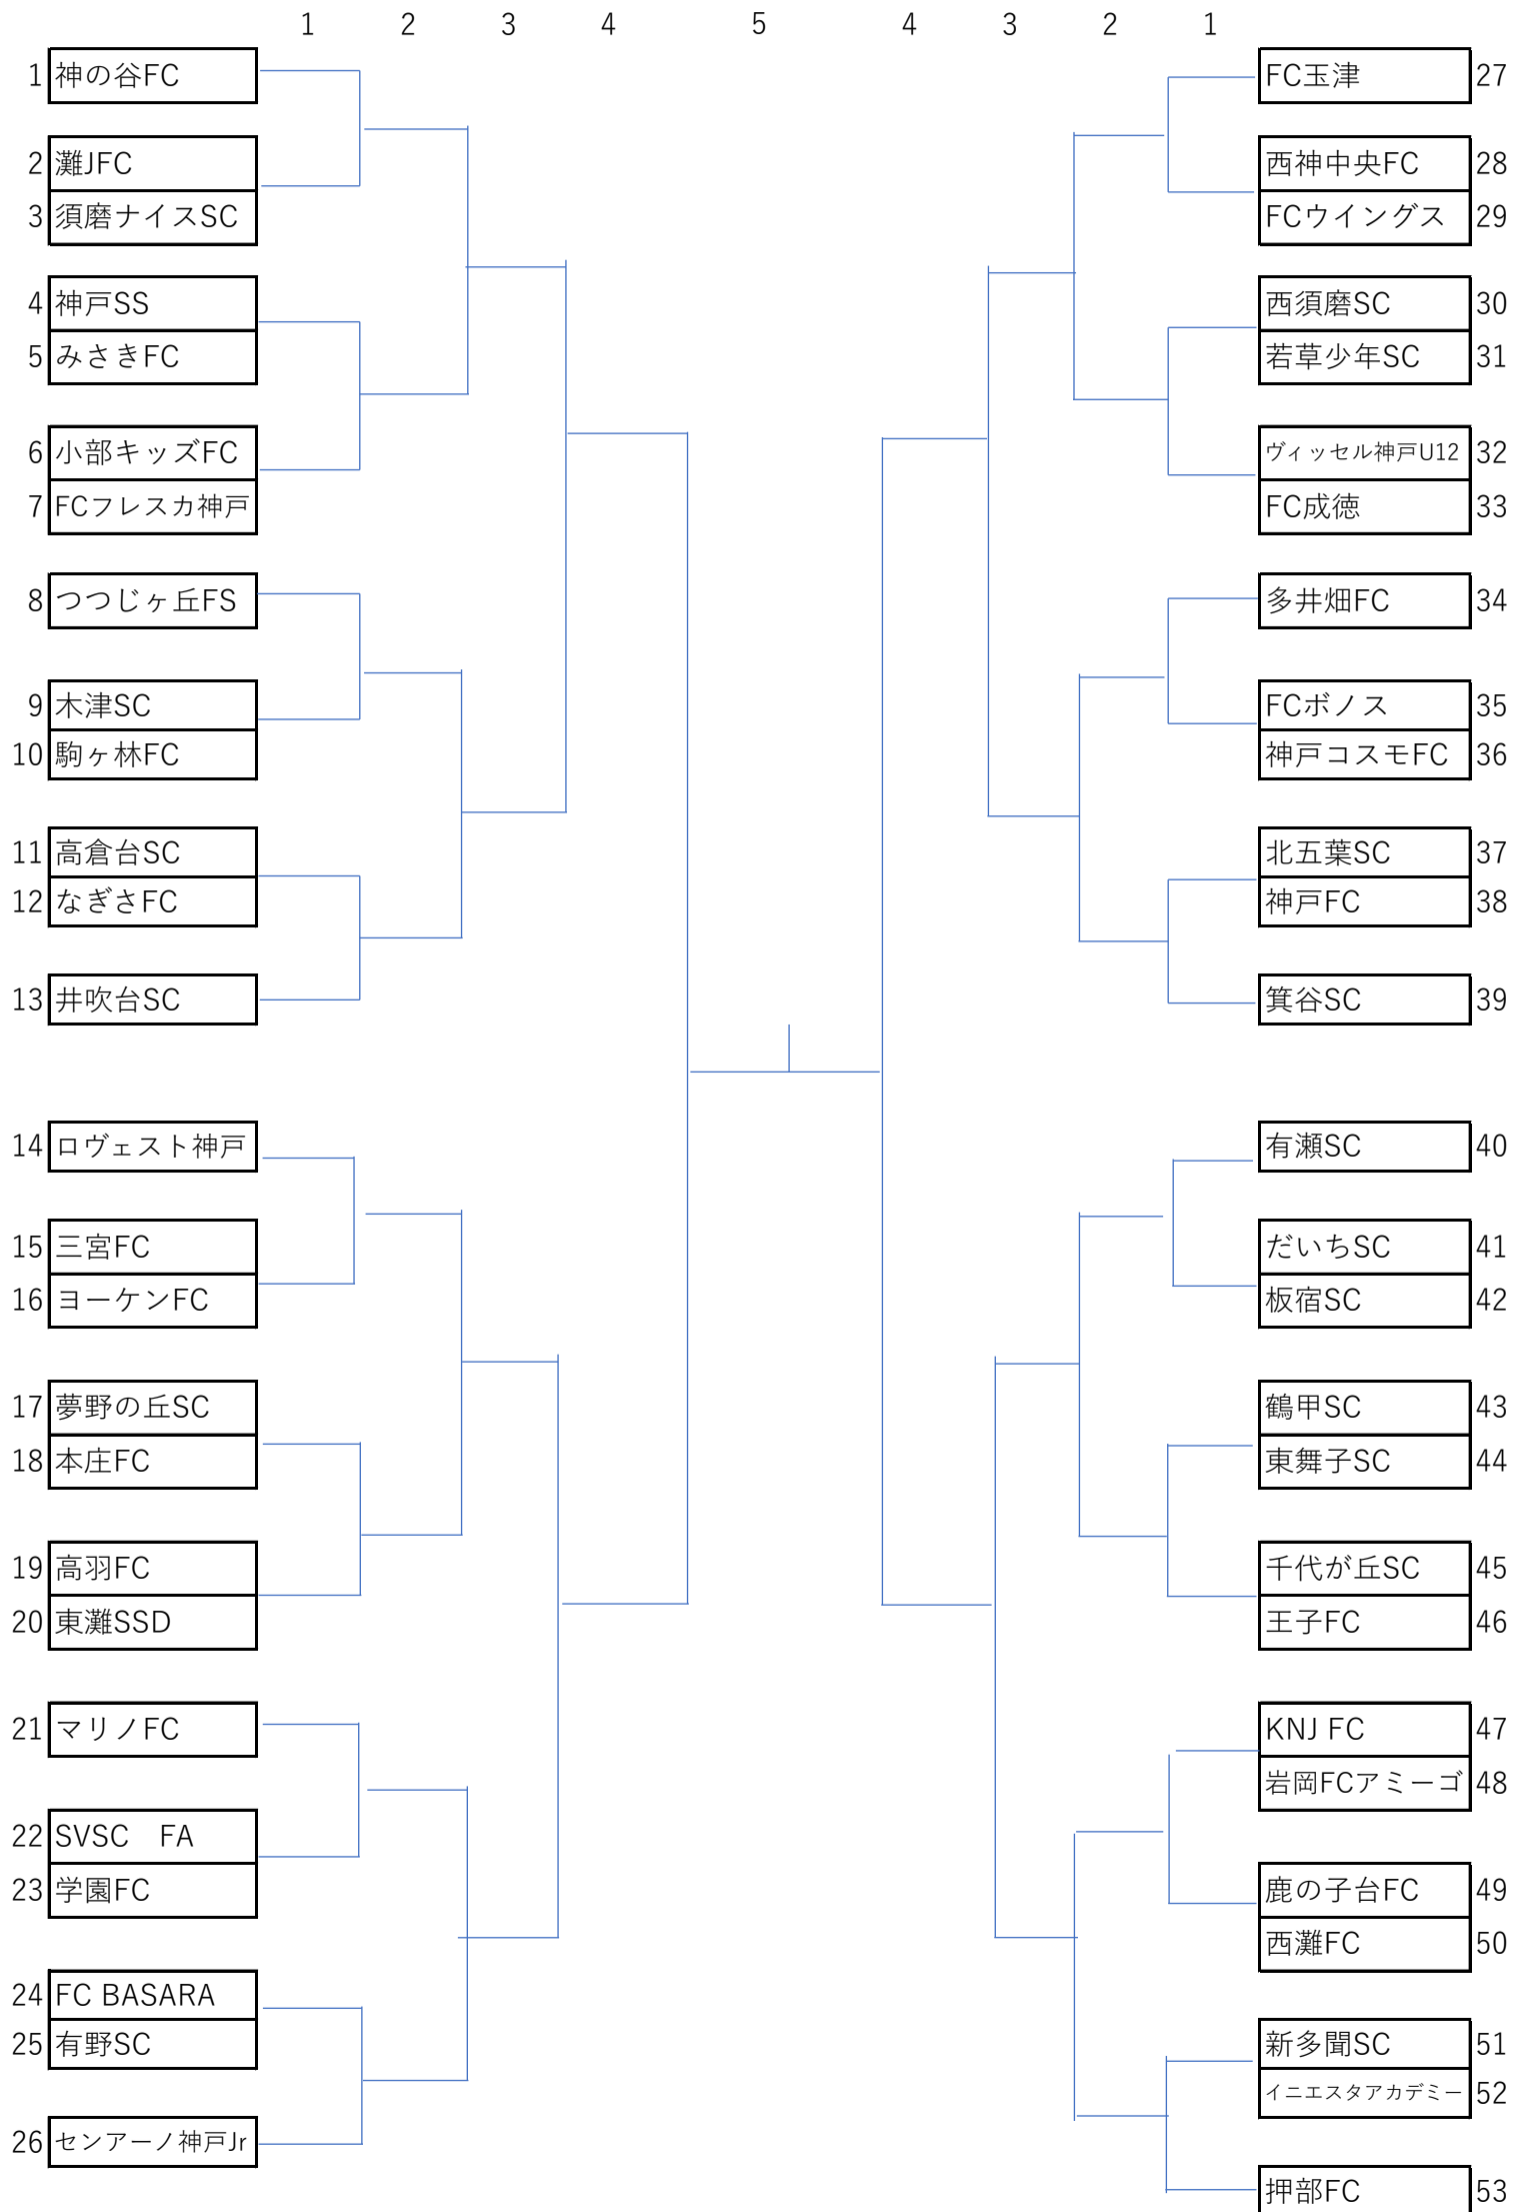 1 2 3 4 5 4 3 2 1
1 神の谷FC
2 灘JFC
3 須磨ナイスSC
4 神戸SS
5 みさきFC
6 小部キッズFC
7 FCフレスカ神戸
8 つつじヶ丘FS
9 木津SC
10 駒ヶ林FC
11 高倉台SC
12 なぎさFC
13 井吹台SC
14 ロヴェスト神戸
15 三宮FC
16 ヨーケンFC
17 夢野の丘SC
18 本庄FC
19 高羽FC
20 東灘SSD
21 マリノFC
22 SVSC　FA
23 学園FC
24 FC BASARA
25 有野SC
26 センアーノ神戸Jr
FC玉津 27
西神中央FC 28
FCウイングス 29
西須磨SC 30
若草少年SC 31
ヴィッセル神戸U12 32
FC成徳 33
多井畑FC 34
FCボノス 35
神戸コスモFC 36
北五葉SC 37
神戸FC 38
箕谷SC 39
有瀬SC 40
だいちSC 41
板宿SC 42
鶴甲SC 43
東舞子SC 44
千代が丘SC 45
王子FC 46
KNJ FC 47
岩岡FCアミーゴ 48
鹿の子台FC 49
西灘FC 50
新多聞SC 51
イニエスタアカデミー 52
押部FC 53